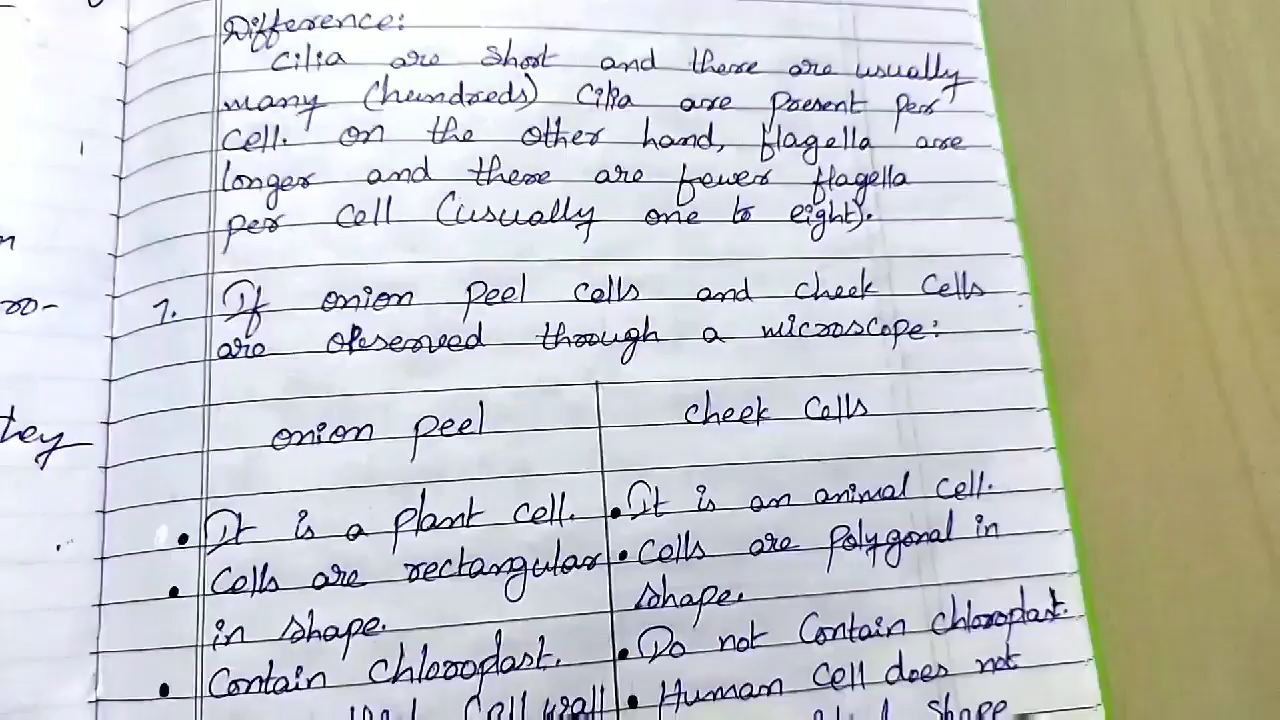 Difference:
Cilia are short and there are usually
many (hundreds) cilia are present per
cell. On the other hand, flagella are
longer and there are fewer flagella
per cell (usually one to eight).
7. If onion peel cells and cheek cells
are observed through a microscope:
onion peel
cheek cells
• It is a plant cell.
• Cells are rectangular
in shape.
• Contain chloroplast.
cell wall
• It is an animal cell.
• Cells are polygonal in
shape.
• Do not contain chloroplast.
• Human cell does not
shape
tey